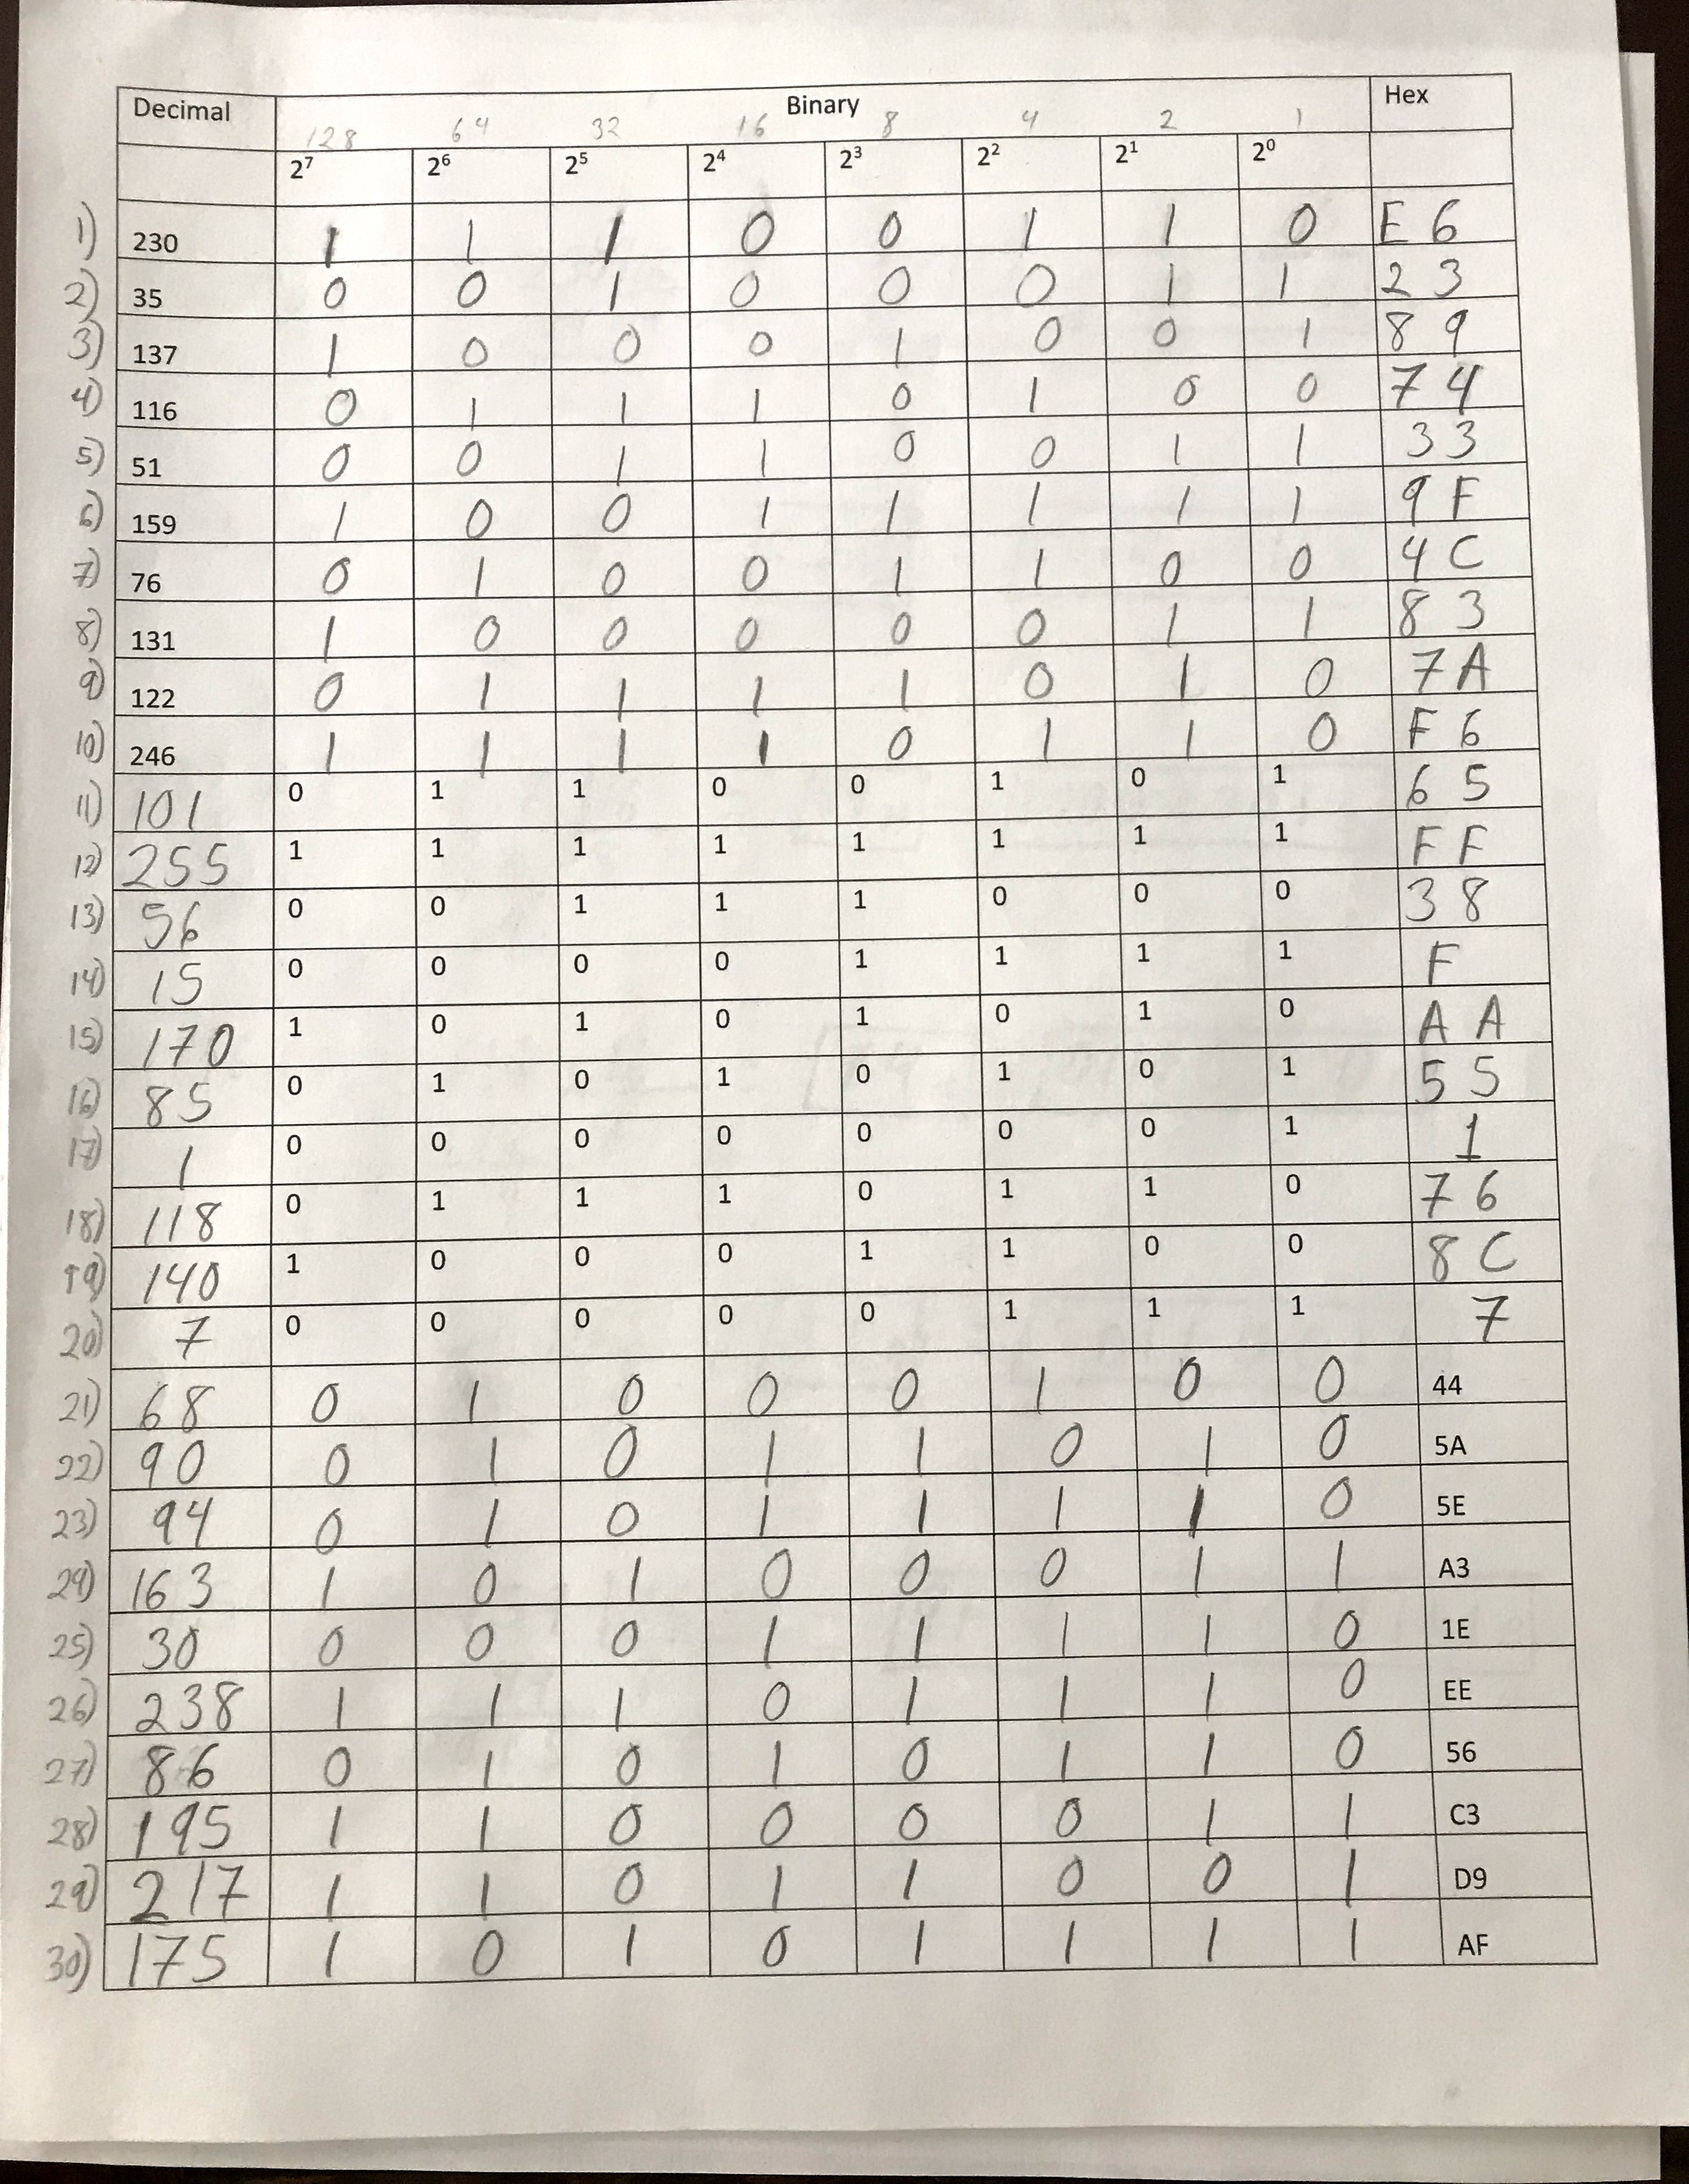 Decimal Binary Hex
128 64 32 16 8 4 2 1
2⁷ 2⁶ 2⁵ 2⁴ 2³ 2² 2¹ 2⁰
1) 230 1 1 1 0 0 1 1 0 E6
2) 35 0 0 1 0 0 0 1 1 23
3) 137 1 0 0 0 1 0 0 1 89
4) 116 0 1 1 1 0 1 0 0 74
5) 51 0 0 1 1 0 0 1 1 33
6) 159 1 0 0 1 1 1 1 1 9F
7) 76 0 1 0 0 1 1 0 0 4C
8) 131 1 0 0 0 0 0 1 1 83
9) 122 0 1 1 1 1 0 1 0 7A
10) 246 1 1 1 1 0 1 1 0 F6
11) 101 0 1 1 0 0 1 0 1 65
12) 255 1 1 1 1 1 1 1 1 FF
13) 56 0 0 1 1 1 0 0 0 38
14) 15 0 0 0 0 1 1 1 1 F
15) 170 1 0 1 0 1 0 1 0 AA
16) 85 0 1 0 1 0 1 0 1 55
17) 1 0 0 0 0 0 0 0 1 1
18) 118 0 1 1 1 0 1 1 0 76
19) 140 1 0 0 0 1 1 0 0 8C
20) 7 0 0 0 0 0 1 1 1 7
21) 68 0 1 0 0 0 1 0 0 44
22) 90 0 1 0 1 1 0 1 0 5A
23) 94 0 1 0 1 1 1 1 0 5E
24) 163 1 0 1 0 0 0 1 1 A3
25) 30 0 0 0 1 1 1 1 0 1E
26) 238 1 1 1 0 1 1 1 0 EE
27) 86 0 1 0 1 0 1 1 0 56
28) 195 1 1 0 0 0 0 1 1 C3
29) 217 1 1 0 1 1 0 0 1 D9
30) 175 1 0 1 0 1 1 1 1 AF